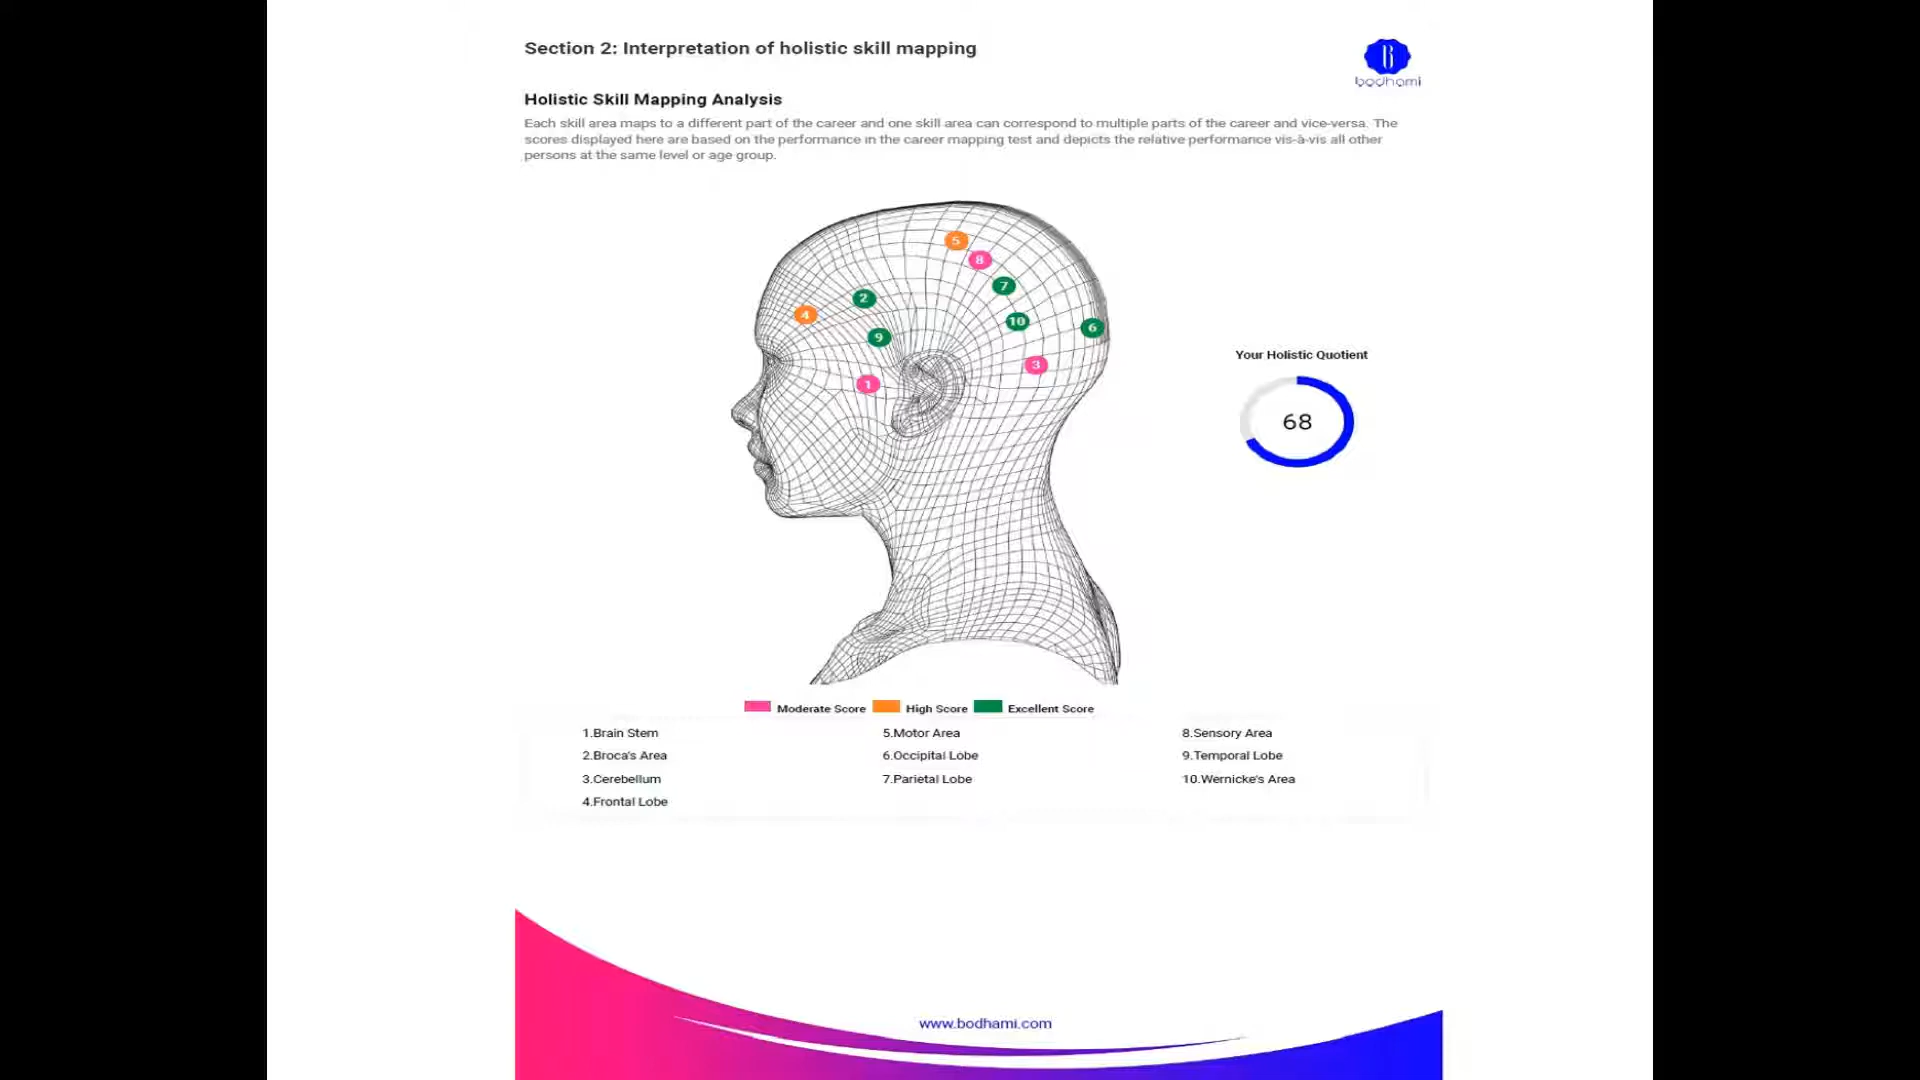 Section 2: Interpretation of holistic skill mapping
bodhami
Holistic Skill Mapping Analysis
Each skill area maps to a different part of the career and one skill area can correspond to multiple parts of the career and vice-versa. The
scores displayed here are based on the performance in the career mapping test and depicts the relative performance vis-à-vis all other
persons at the same level or age group.
5
8
7
2
4
10
6
9
3
1
Your Holistic Quotient
68
Moderate Score High Score Excellent Score
1.Brain Stem
2.Broca's Area
3.Cerebellum
4.Frontal Lobe
5.Motor Area
6.Occipital Lobe
7.Parietal Lobe
8.Sensory Area
9.Temporal Lobe
10.Wernicke's Area
www.bodhami.com